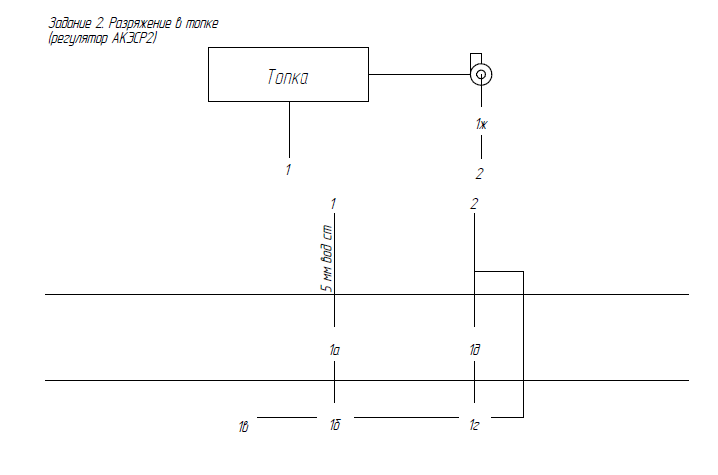 Задание 2. Разряжение в топке
(регулятор АКЭСР2)
Топка
1ж
1
2
1
2
5 мм вод ст
1а
1д
1в
1б
1г